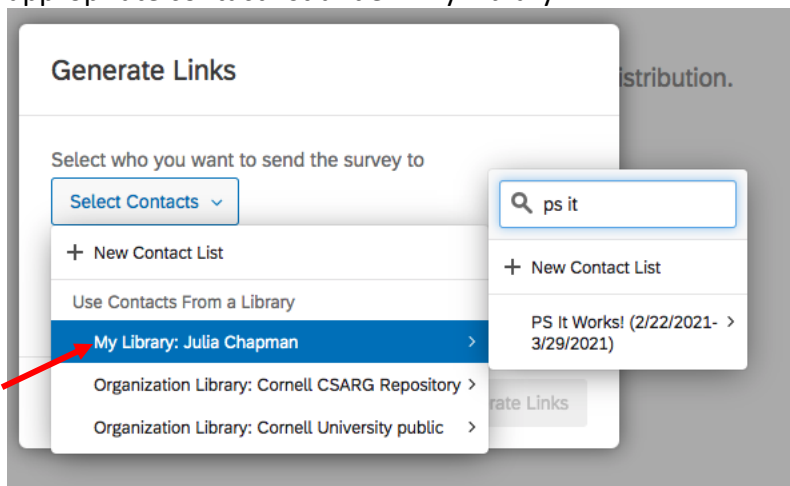 Generate Links
istribution.
Select who you want to send the survey to
Select Contacts
ps it
+ New Contact List
+ New Contact List
Use Contacts From a Library
PS It Works! (2/22/2021-
3/29/2021)
My Library: Julia Chapman
Organization Library: Cornell CSARG Repository
rate Links
Organization Library: Cornell University public